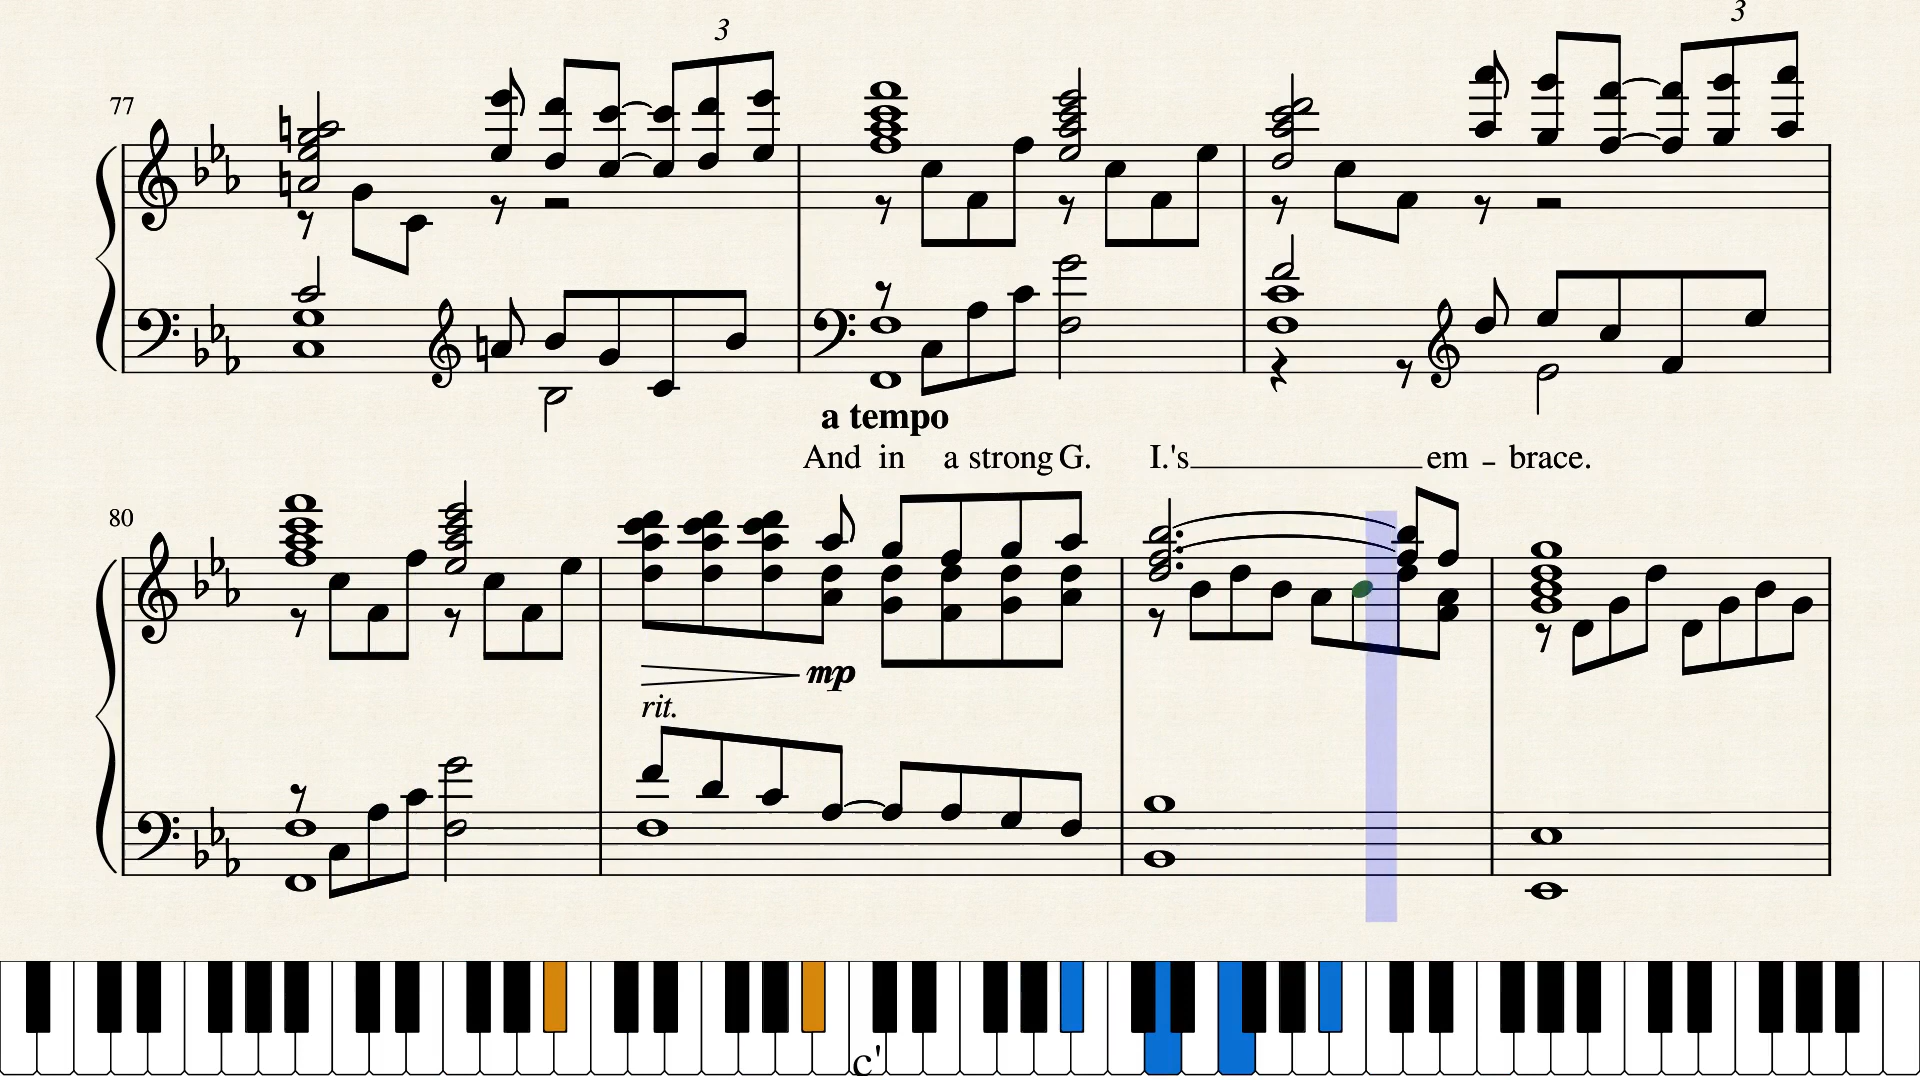 3
3
77
a tempo
And in a strong G. I.'s em - brace.
80
mp
rit.
c'